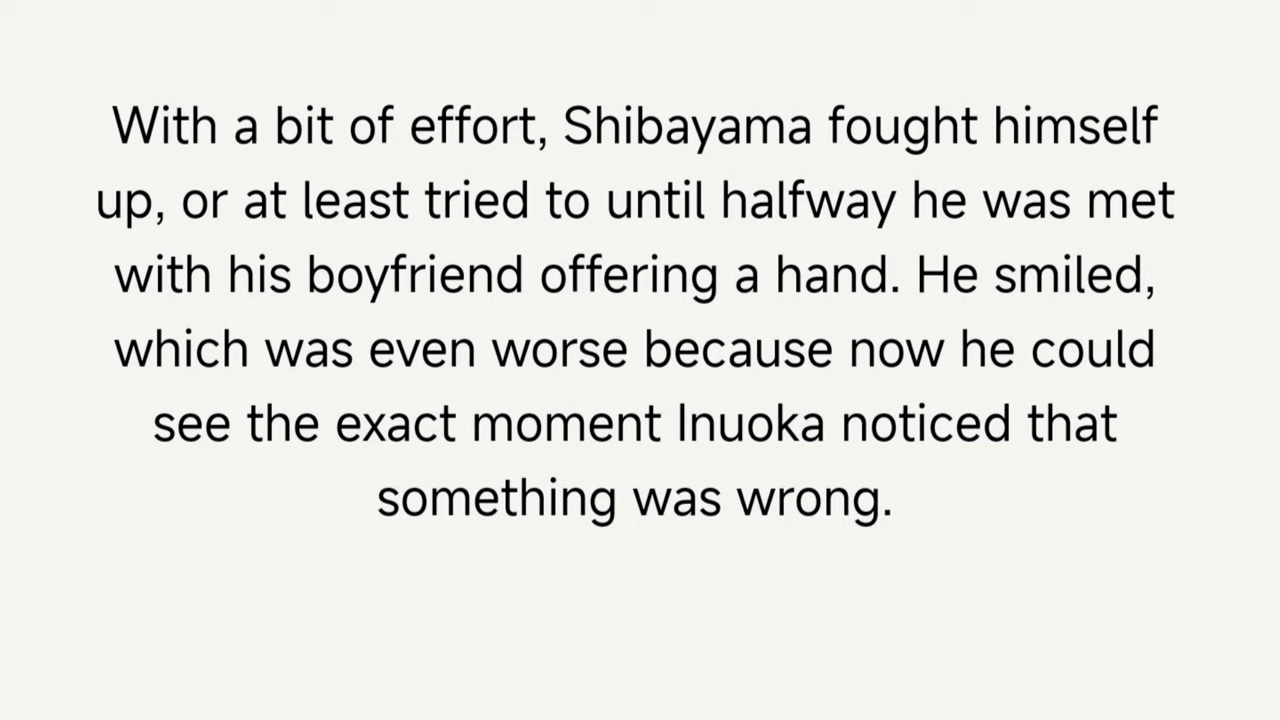 With a bit of effort, Shibayama fought himself
up, or at least tried to until halfway he was met
with his boyfriend offering a hand. He smiled,
which was even worse because now he could
see the exact moment Inuoka noticed that
something was wrong.